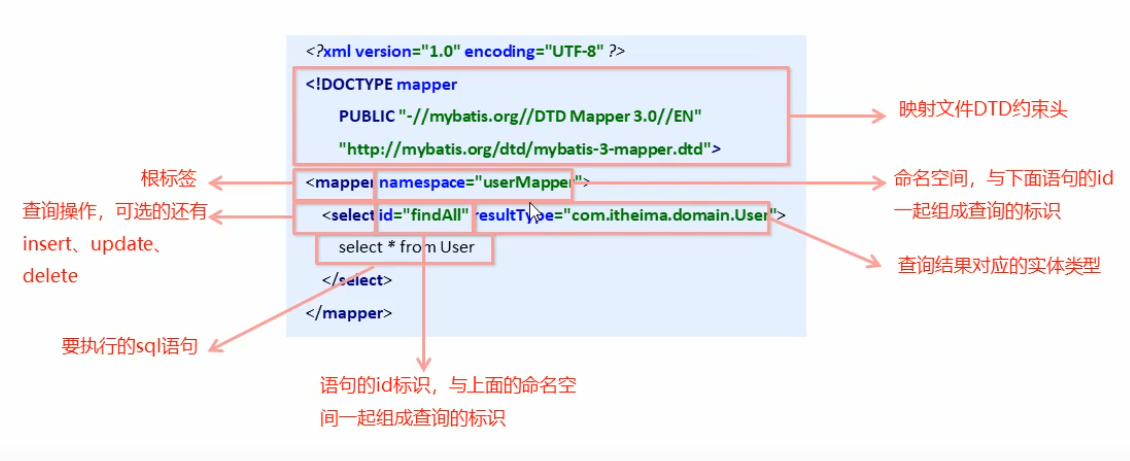 <?xml version="1.0" encoding="UTF-8" ?>
<!DOCTYPE mapper
PUBLIC "-//mybatis.org//DTD Mapper 3.0//EN"
"http://mybatis.org/dtd/mybatis-3-mapper.dtd">
<mapper namespace="userMapper">
<select id="findAll" resultType="com.itheima.domain.User">
select * from User
</select>
</mapper>
映射文件DTD约束头
根标签
命名空间，与下面语句的id
一起组成查询的标识
查询操作，可选的还有
insert、update、
delete
查询结果对应的实体类型
要执行的sql语句
语句的id标识，与上面的命名空
间一起组成查询的标识